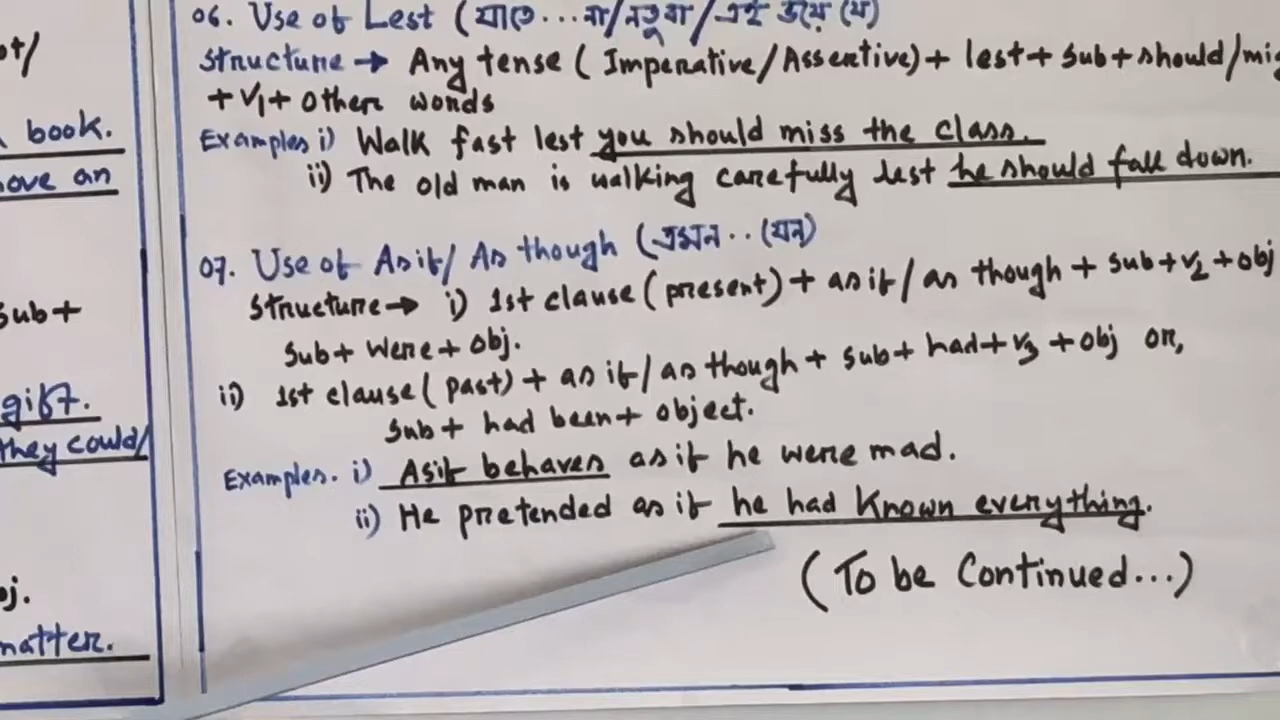 ot/
book.
ove an
sub+
gift.
they could/
oj.
matter.
06. Use of Lest (যাতে...না/নতুবা/এই ভয়ে যে)
Structure → Any tense (Imperative/Assertive) + lest + sub + should/mig
+ V1 + other words
Examples i) Walk fast lest you should miss the class.
ii) The old man is walking carefully lest he should fall down.
07. Use of As if/ As though (এমন..যেন)
Structure → i) 1st clause (present) + as if/ as though + sub + V2 + obj
Sub + were + obj.
ii) 1st clause (past) + as if/ as though + sub + had + V3 + obj or,
Sub + had been + object.
Examples. i) Asif behaves as if he were mad.
ii) He pretended as if he had known everything.
(To be Continued...)